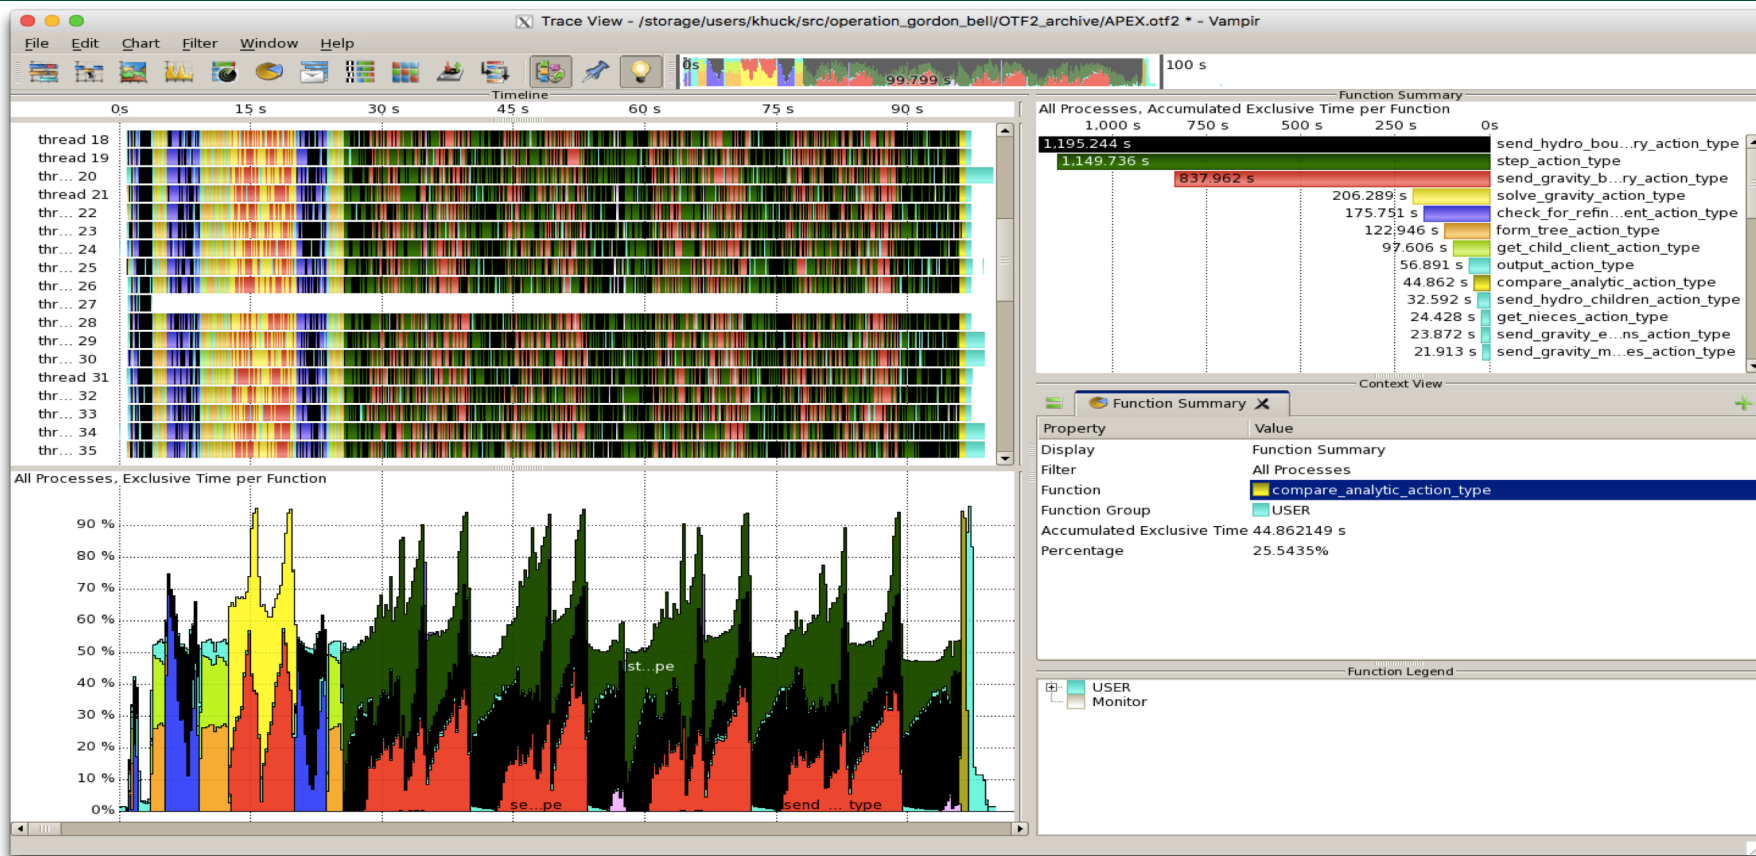 Trace View - /storage/users/khuck/src/operation_gordon_bell/OTF2_archive/APEX.otf2 * - Vampir
File Edit Chart Filter Window Help
0s 99.799 s 100 s
Timeline
0s 15 s 30 s 45 s 60 s 75 s 90 s
thread 18
thread 19
thr... 20
thread 21
thr... 22
thr... 23
thr... 24
thr... 25
thr... 26
thr... 27
thr... 28
thr... 29
thr... 30
thread 31
thr... 32
thr... 33
thr... 34
thr... 35
All Processes, Exclusive Time per Function
90 %
80 %
70 %
60 %
50 %
st...pe
40 %
30 %
20 %
10 %
0%
se...pe
send ... type
Function Summary
All Processes, Accumulated Exclusive Time per Function
1,000 s 750 s 500 s 250 s 0s
1,195.244 s send_hydro_bou...ry_action_type
1,149.736 s step_action_type
837.962 s send_gravity_b...ry_action_type
206.289 s solve_gravity_action_type
175.751 s check_for_refin...ent_action_type
122.946 s form_tree_action_type
97.606 s get_child_client_action_type
56.891 s output_action_type
44.862 s compare_analytic_action_type
32.592 s send_hydro_children_action_type
24.428 s get_nieces_action_type
23.872 s send_gravity_e...ns_action_type
21.913 s send_gravity_m...es_action_type
Context View
Function Summary
Property Value
Display Function Summary
Filter All Processes
Function compare_analytic_action_type
Function Group USER
Accumulated Exclusive Time 44.862149 s
Percentage 25.5435%
Function Legend
USER
Monitor